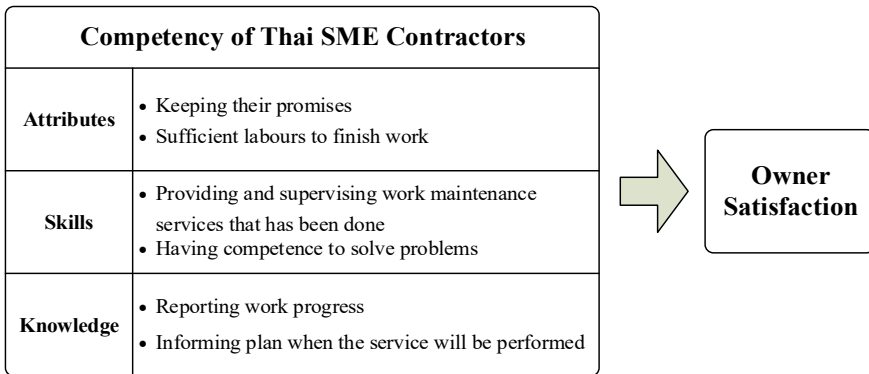 Competency of Thai SME Contractors
Attributes
• Keeping their promises
• Sufficient labours to finish work
Skills
• Providing and supervising work maintenance
services that has been done
• Having competence to solve problems
Knowledge
• Reporting work progress
• Informing plan when the service will be performed
Owner
Satisfaction